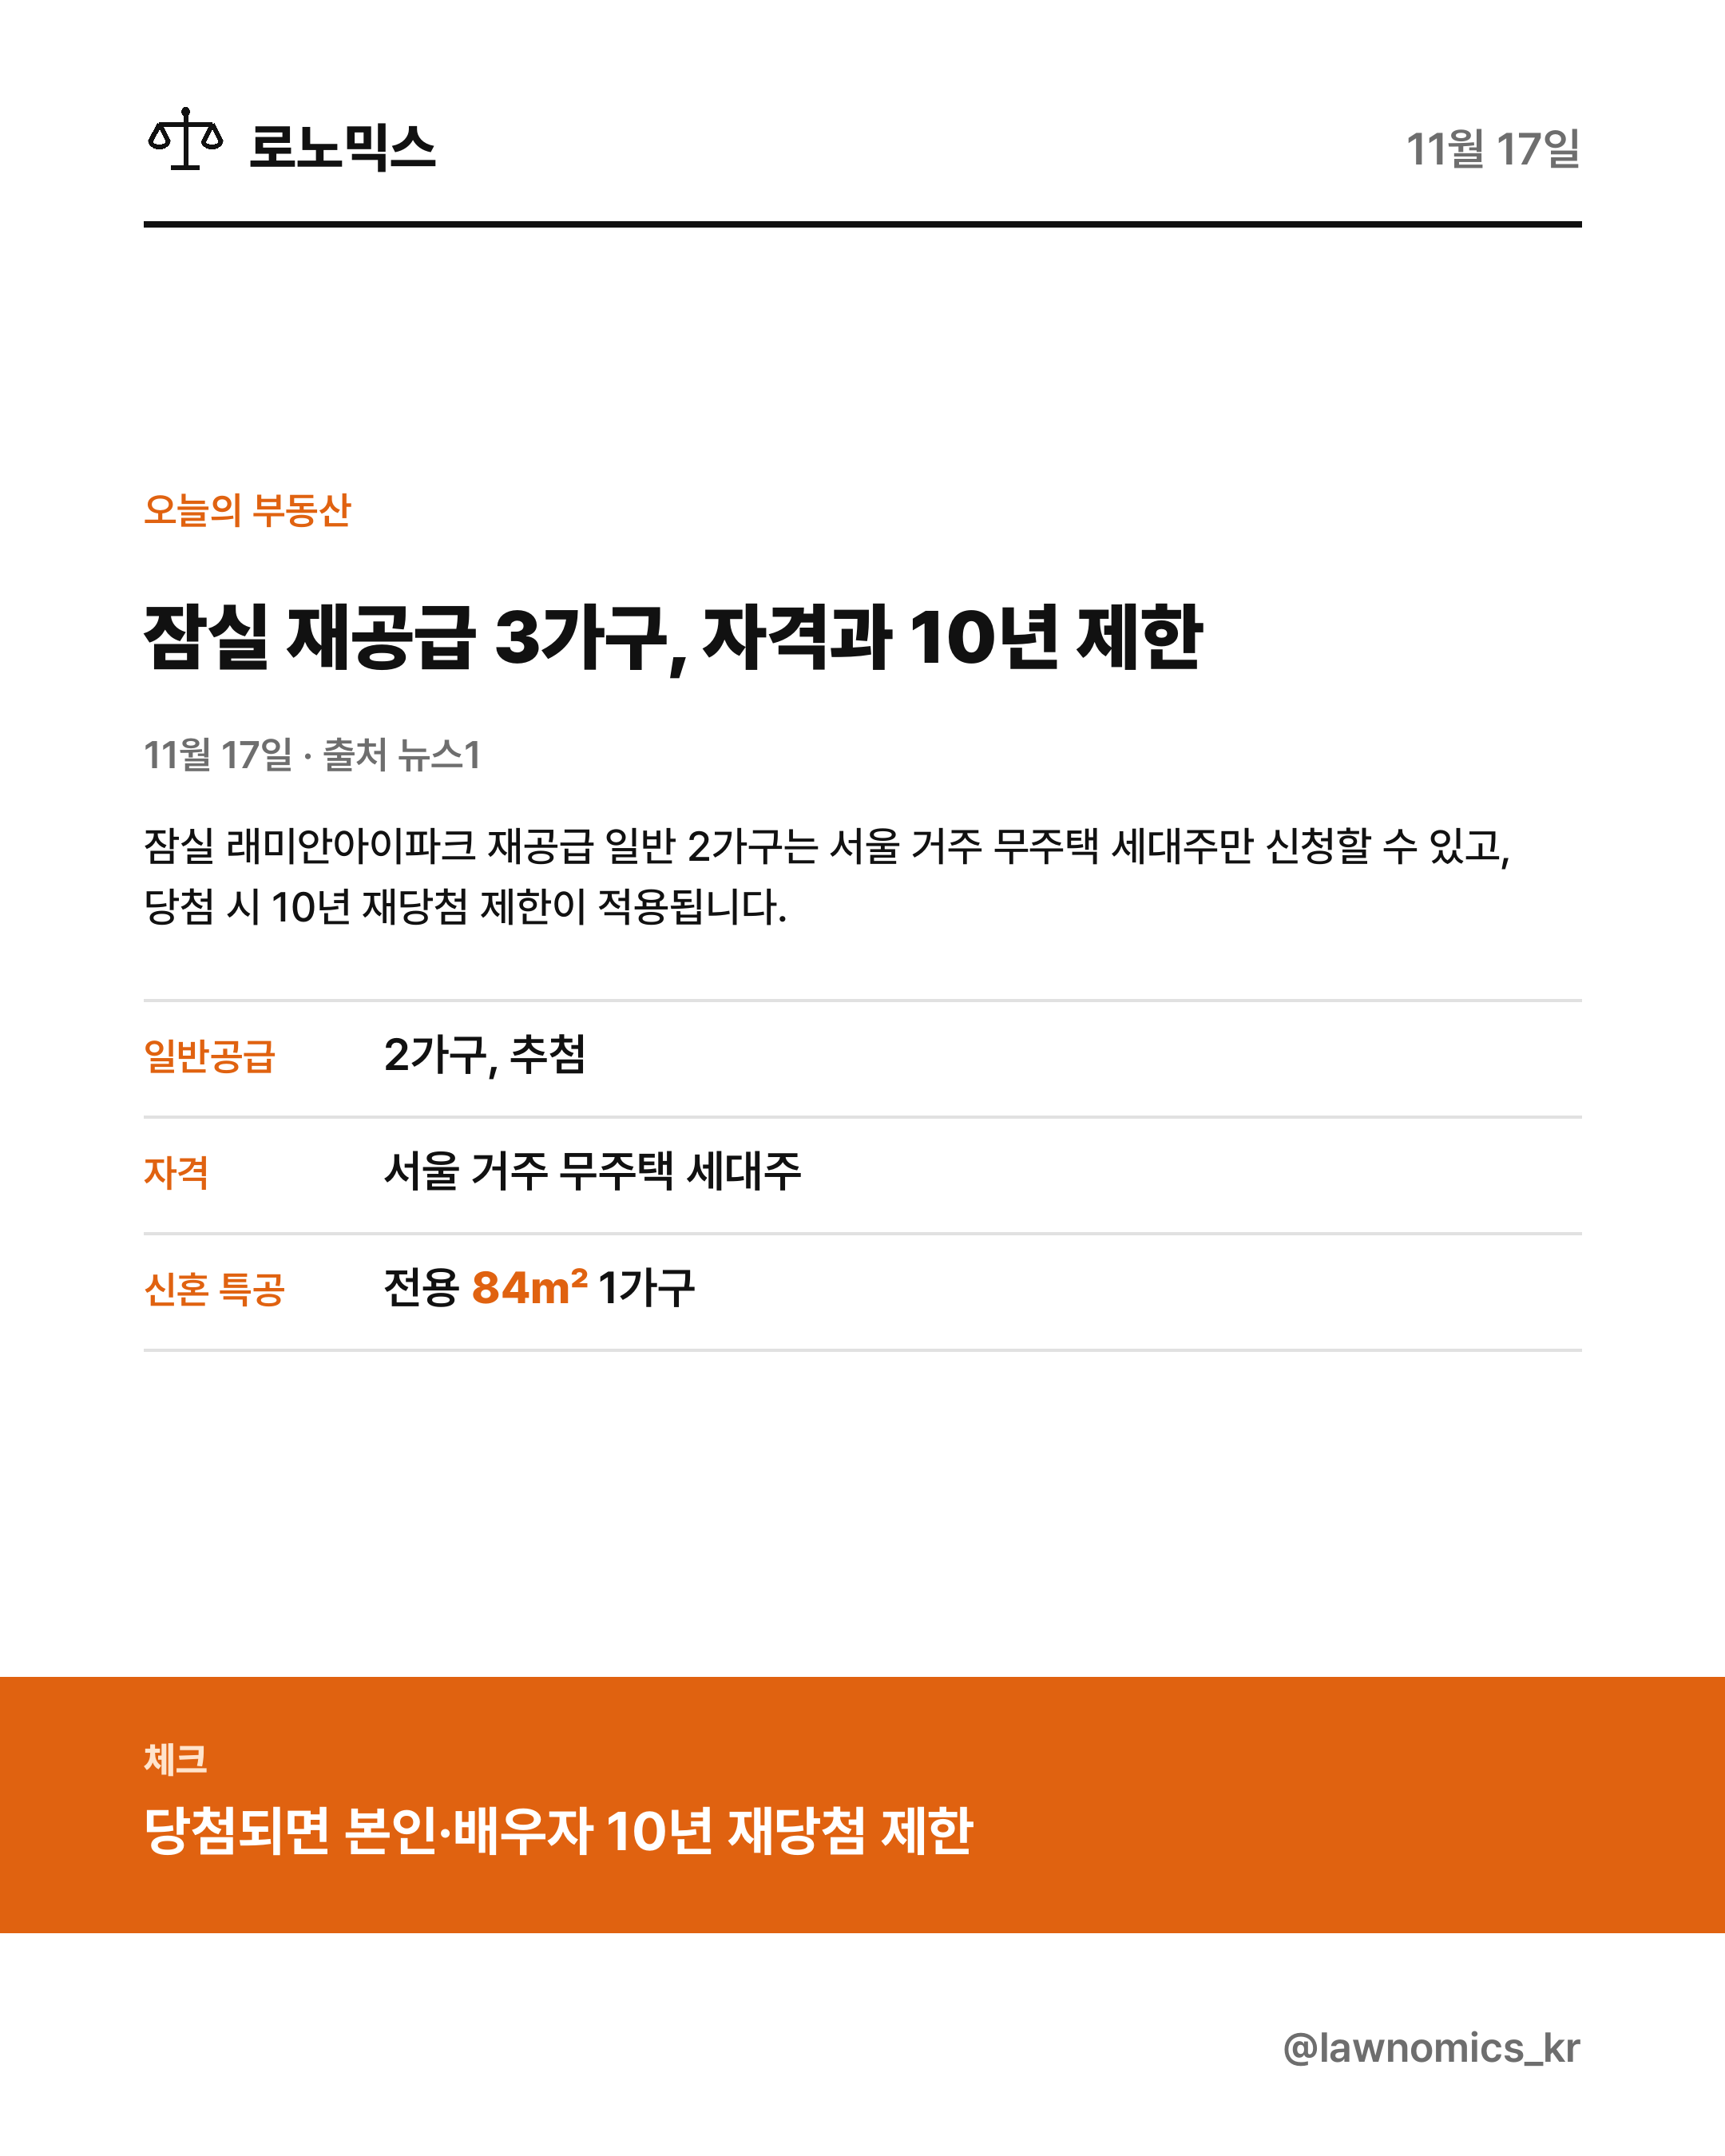 로노믹스
11월 17일
오늘의 부동산
잠실 재공급 3가구, 자격과 10년 제한
11월 17일 · 출처 뉴스1
잠실 래미안아이파크 재공급 일반 2가구는 서울 거주 무주택 세대주만 신청할 수 있고,
당첨 시 10년 재당첨 제한이 적용됩니다.
일반공급 2가구, 추첨
자격 서울 거주 무주택 세대주
신혼 특공 전용 84m² 1가구
체크
당첨되면 본인·배우자 10년 재당첨 제한
@lawnomics_kr